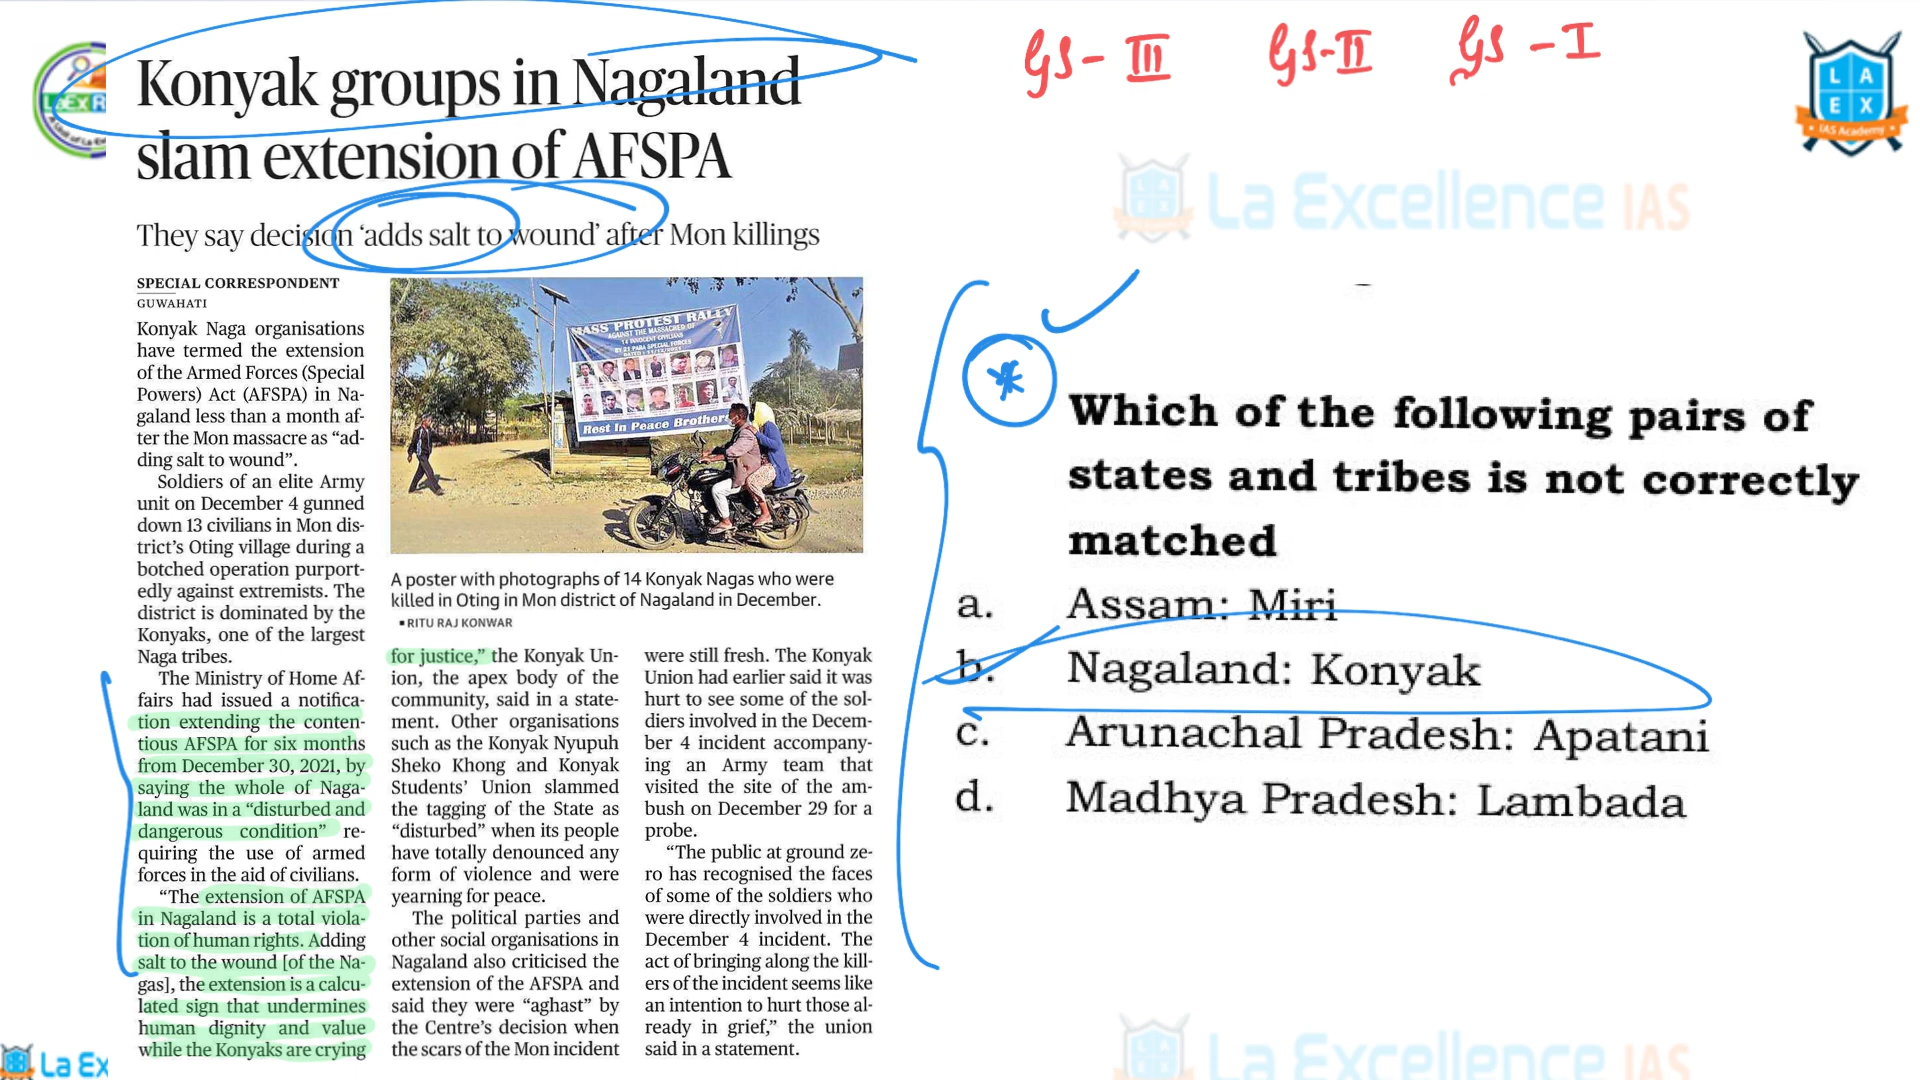 Konyak groups in Nagaland
slam extension of AFSPA
They say decision ‘adds salt to wound’ after Mon killings
SPECIAL CORRESPONDENT
GUWAHATI
Konyak Naga organisations
have termed the extension
of the Armed Forces (Special
Powers) Act (AFSPA) in Na-
galand less than a month af-
ter the Mon massacre as “ad-
ding salt to wound”.
Soldiers of an elite Army
unit on December 4 gunned
down 13 civilians in Mon dis-
trict’s Oting village during a
botched operation purport-
edly against extremists. The
district is dominated by the
Konyaks, one of the largest
Naga tribes.
The Ministry of Home Af-
fairs had issued a notifica-
tion extending the conten-
tious AFSPA for six months
from December 30, 2021, by
saying the whole of Naga-
land was in a “disturbed and
dangerous condition” re-
quiring the use of armed
forces in the aid of civilians.
“The extension of AFSPA
in Nagaland is a total viola-
tion of human rights. Adding
salt to the wound [of the Na-
gas], the extension is a calcu-
lated sign that undermines
human dignity and value
while the Konyaks are crying
MASS PROTEST RALLY
AGAINST THE MASSACRED OF
14 INNOCENT CIVILIANS
BY 21 PARA SPECIAL FORCES
Rest In Peace Brothers
A poster with photographs of 14 Konyak Nagas who were
killed in Oting in Mon district of Nagaland in December.
▪ RITU RAJ KONWAR
for justice,” the Konyak Un-
ion, the apex body of the
community, said in a state-
ment. Other organisations
such as the Konyak Nyupuh
Sheko Khong and Konyak
Students’ Union slammed
the tagging of the State as
“disturbed” when its people
have totally denounced any
form of violence and were
yearning for peace.
The political parties and
other social organisations in
Nagaland also criticised the
extension of the AFSPA and
said they were “aghast” by
the Centre’s decision when
the scars of the Mon incident
were still fresh. The Konyak
Union had earlier said it was
hurt to see some of the sol-
diers involved in the Decem-
ber 4 incident accompany-
ing an Army team that
visited the site of the am-
bush on December 29 for a
probe.
“The public at ground ze-
ro has recognised the faces
of some of the soldiers who
were directly involved in the
December 4 incident. The
act of bringing along the kill-
ers of the incident seems like
an intention to hurt those al-
ready in grief,” the union
said in a statement.
GS- III GS-II GS -I
L A
E X
IAS Academy
La Excellence IAS
Which of the following pairs of
states and tribes is not correctly
matched
a. Assam: Miri
b. Nagaland: Konyak
c. Arunachal Pradesh: Apatani
d. Madhya Pradesh: Lambada
La Ex
La Excellence IAS